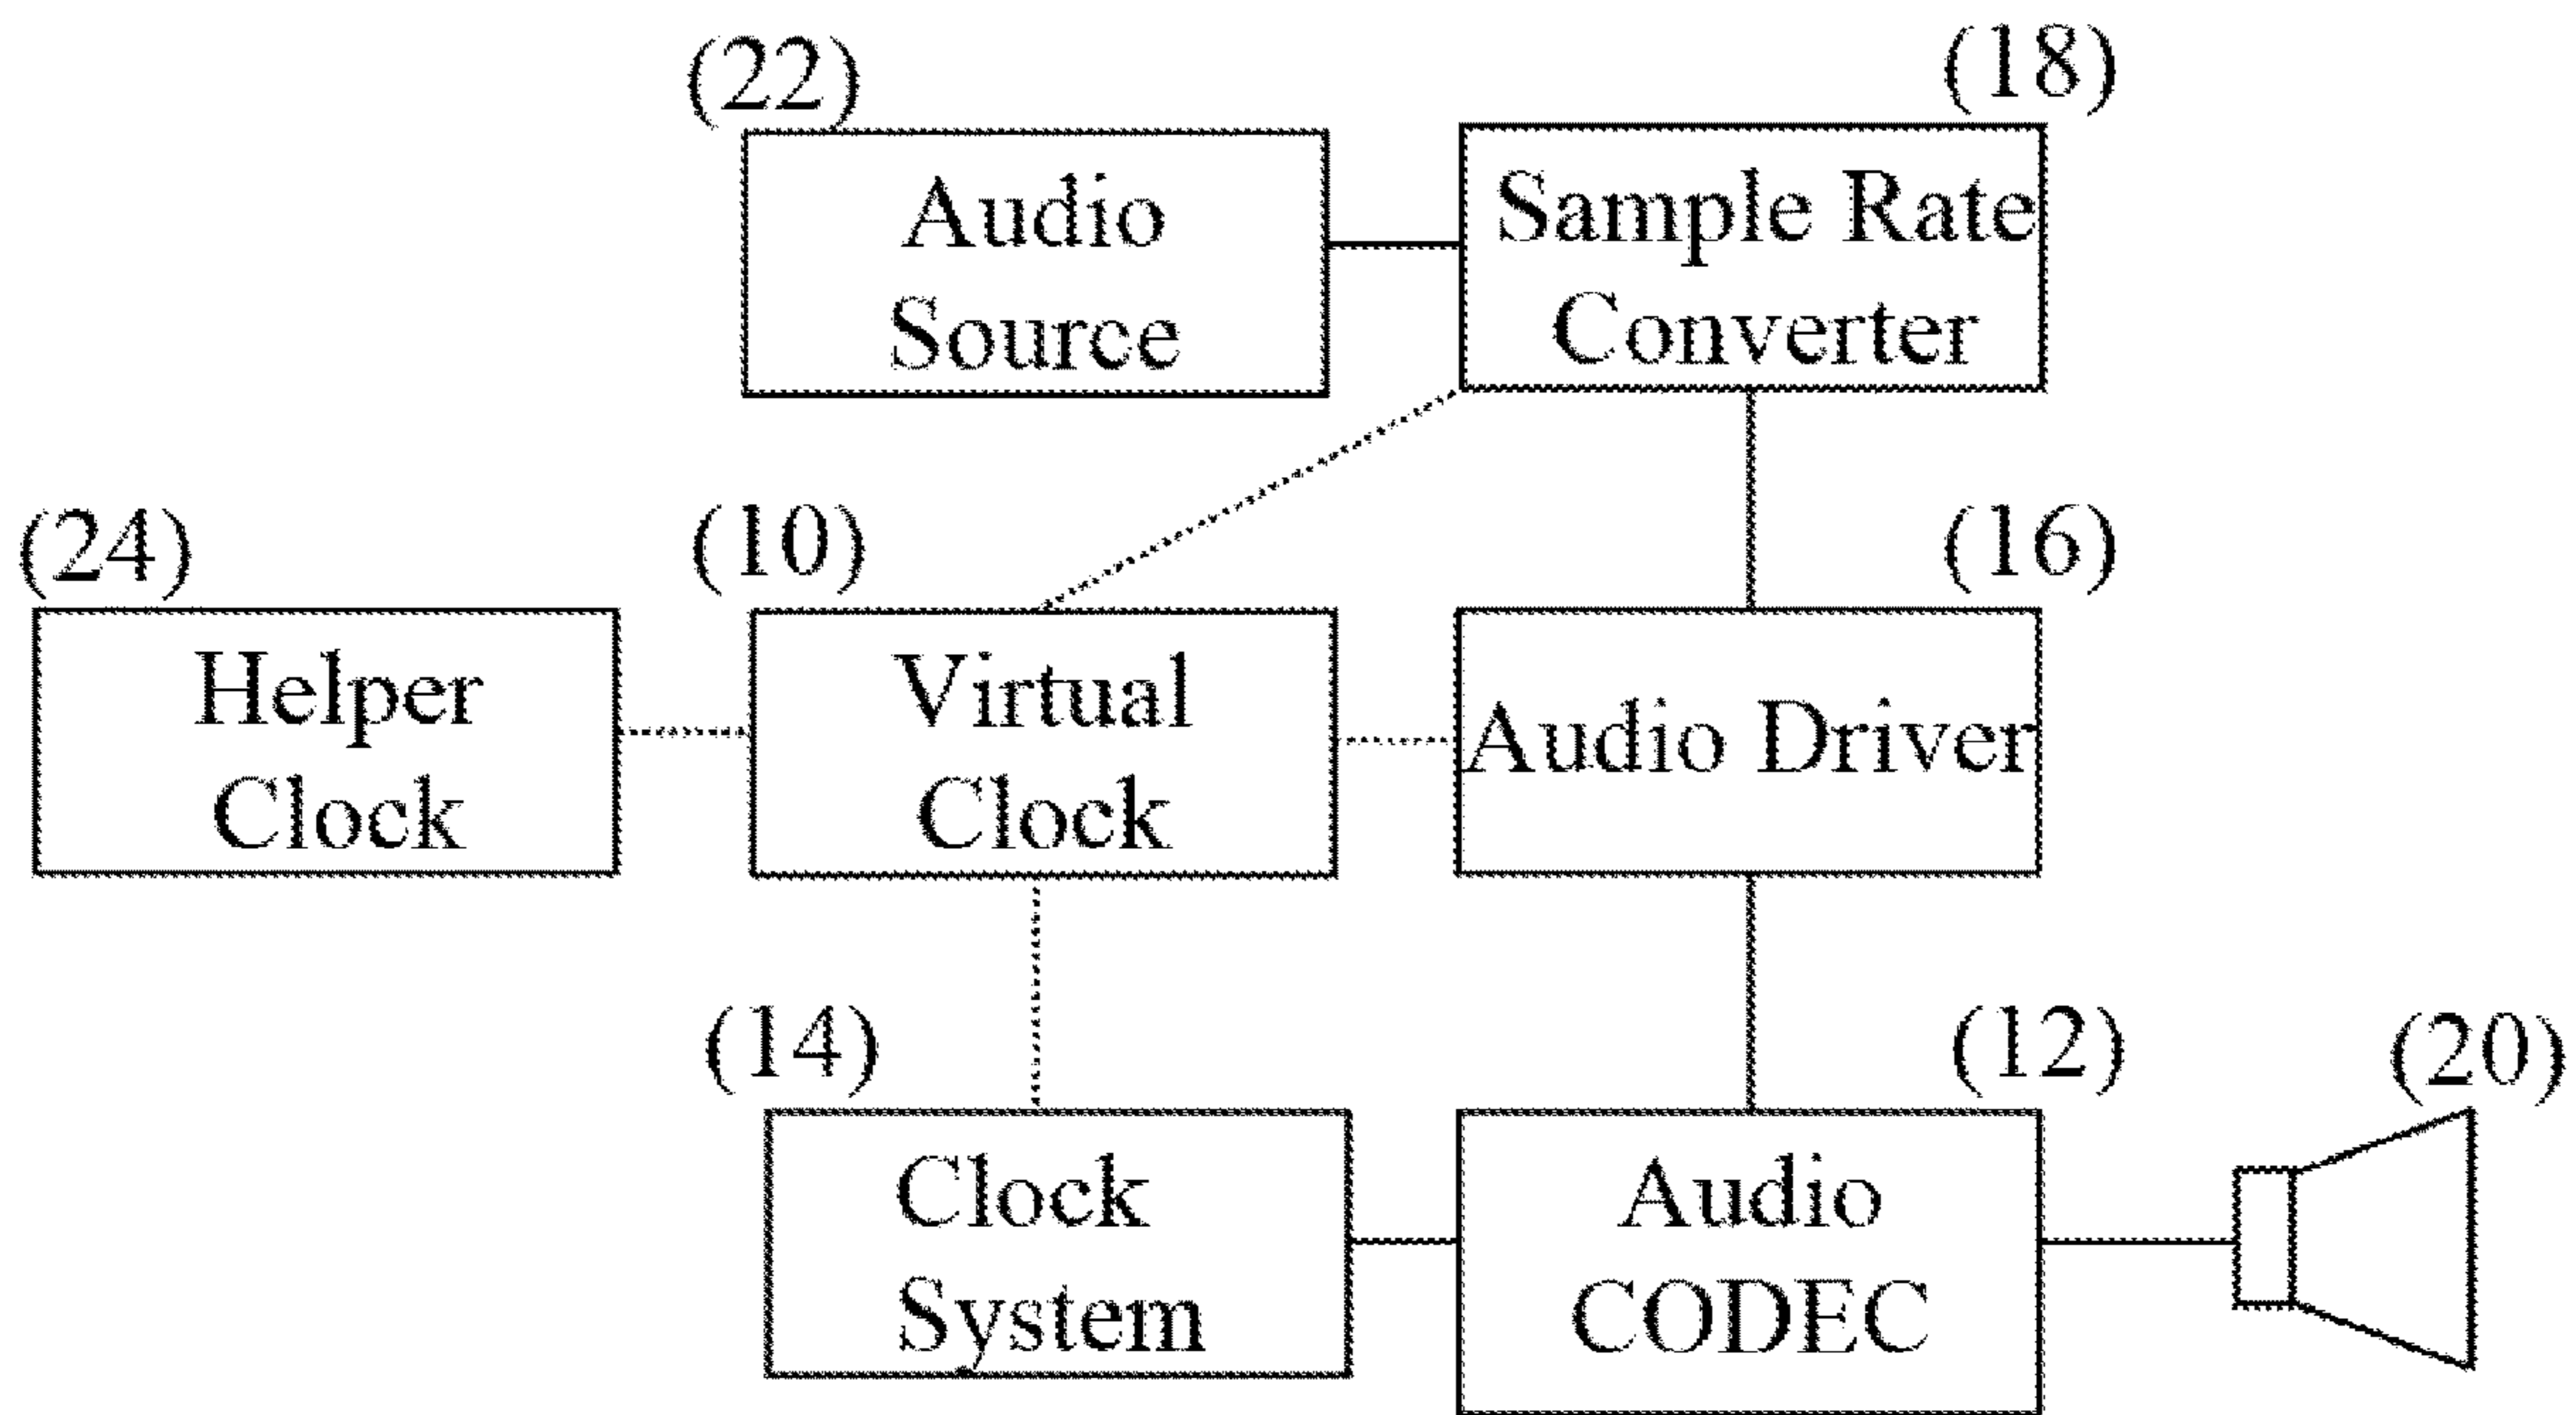 (22)
Audio
Source
(18)
Sample Rate
Converter
(24)
Helper
Clock
(10)
Virtual
Clock
(16)
Audio Driver
(14)
Clock
System
(12)
Audio
CODEC
(20)